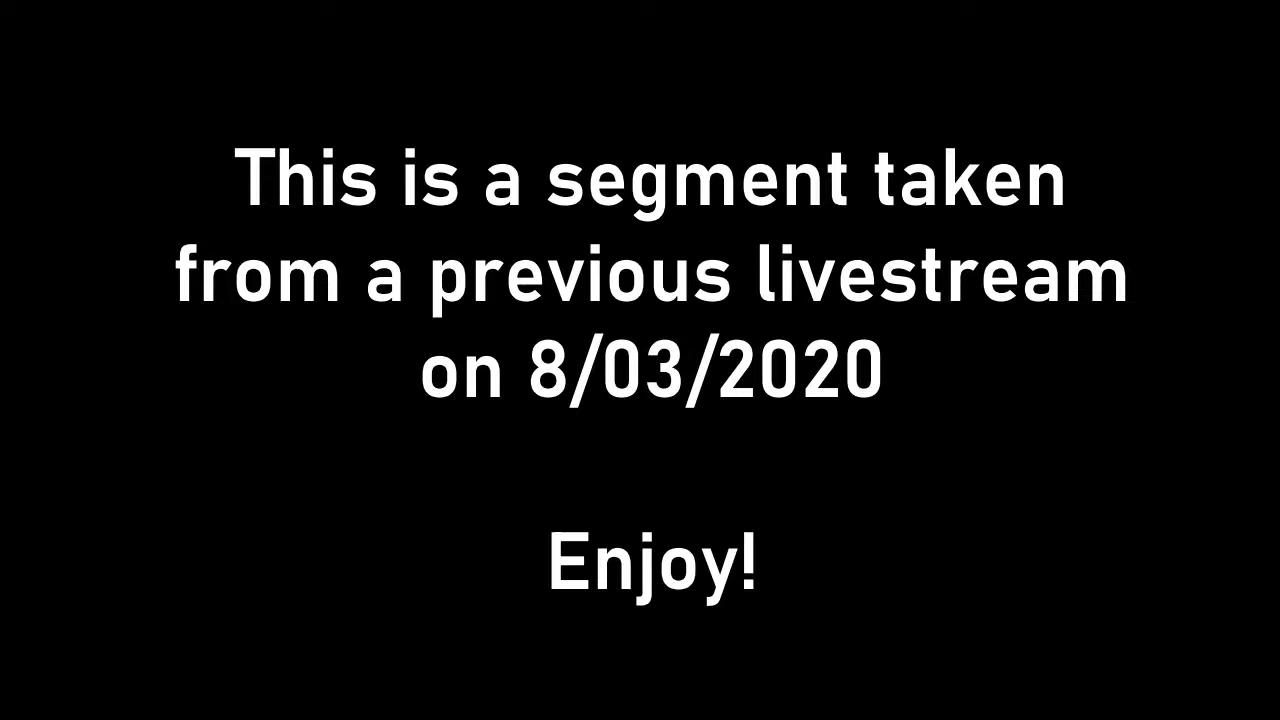 This is a segment taken
from a previous livestream
on 8/03/2020
Enjoy!